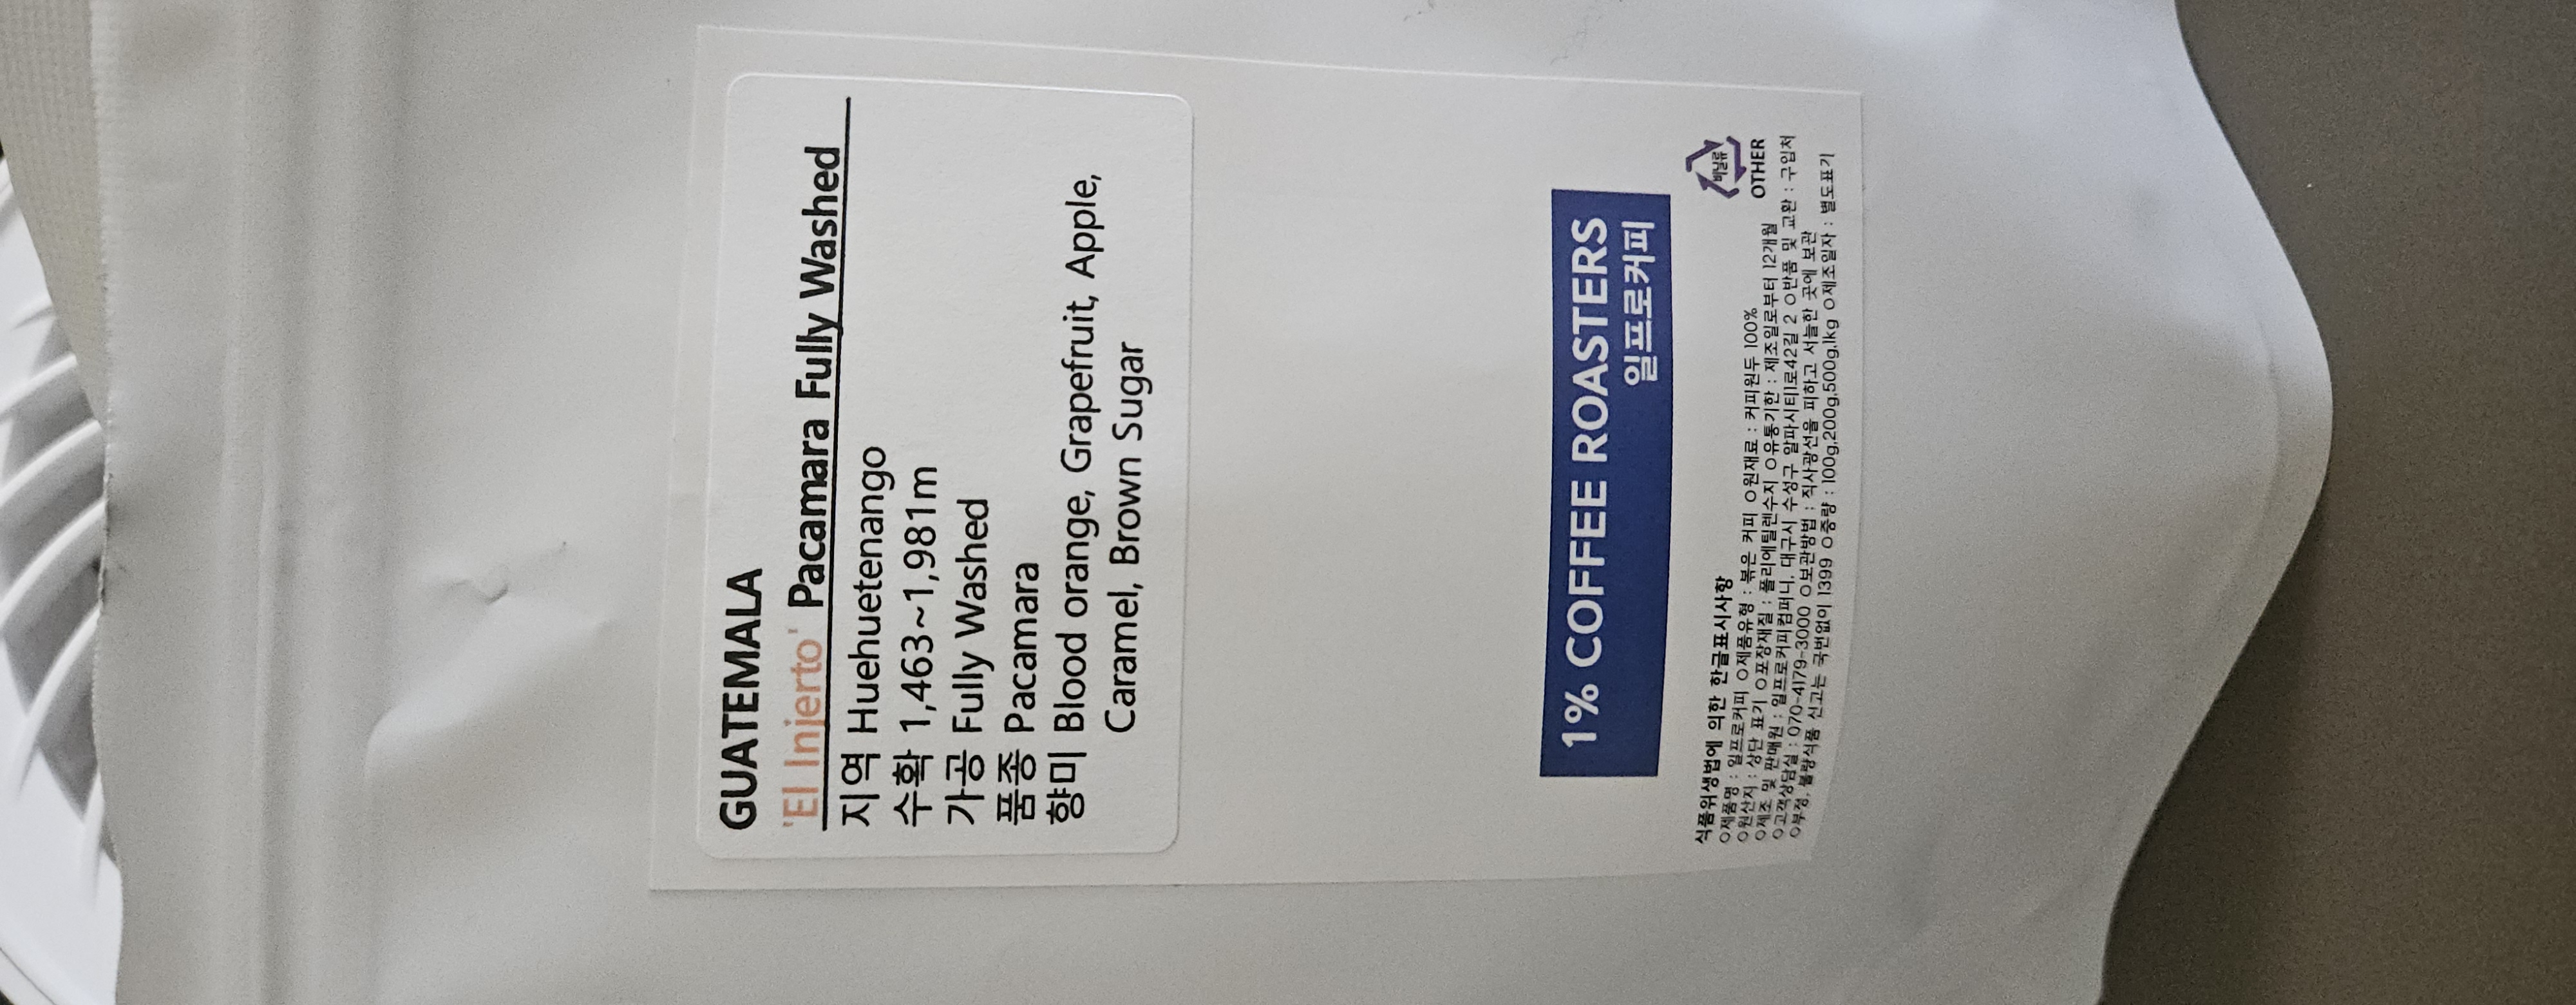 GUATEMALA
'El Injerto' Pacamara Fully Washed
지역 Huehuetenango
수확 1,463~1,981m
가공 Fully Washed
품종 Pacamara
향미 Blood orange, Grapefruit, Apple,
Caramel, Brown Sugar
1% COFFEE ROASTERS
일프로커피
비닐류
OTHER
식품위생법에 의한 한글표시사항
○제품명 : 일프로커피 ○제품유형 : 볶은 커피 ○원재료 : 커피원두 100%
○원산지 : 상단 표기 ○포장재질 : 폴리에틸렌수지 ○유통기한 : 제조일로부터 12개월
○제조 및 판매원 : 일프로커피컴퍼니, 대구시 수성구 알파시티1로42길 2 ○반품 및 교환 : 구입처
○고객상담실 : 070-4179-3000 ○보관방법 : 직사광선을 피하고 서늘한 곳에 보관
○부정, 불량식품 신고는 국번없이 1399 ○중량 : 100g,200g,500g,1kg ○제조일자 : 별도표기